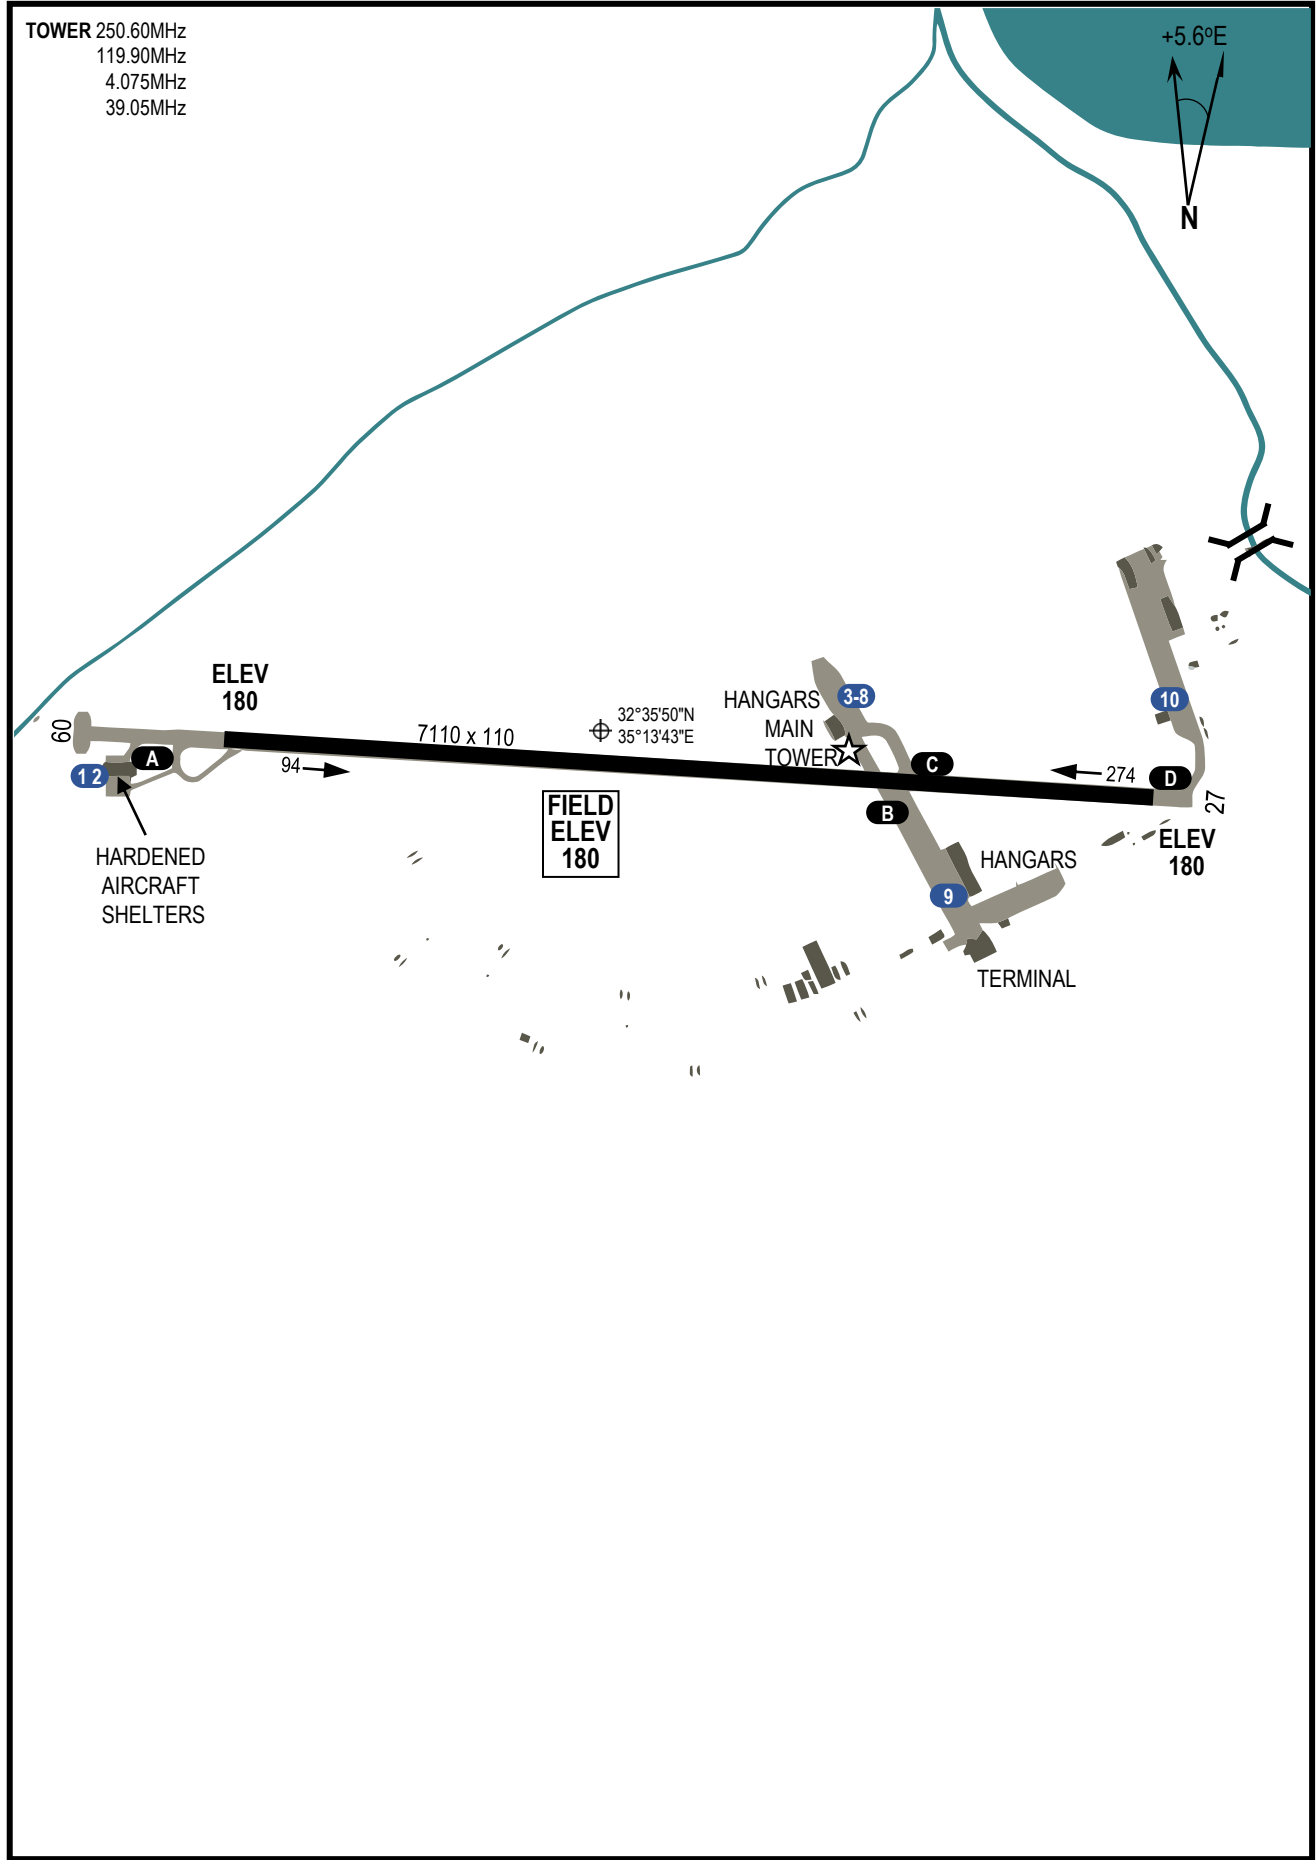 TOWER 250.60MHz
119.90MHz
4.075MHz
39.05MHz
+5.6ºE
N
ELEV
180
09
7110 x 110
32°35'50"N
35°13'43"E
HANGARS
MAIN
TOWER
3-8
10
A
1 2
94
C
274
D
27
B
FIELD
ELEV
180
ELEV
180
HARDENED
AIRCRAFT
SHELTERS
HANGARS
9
TERMINAL